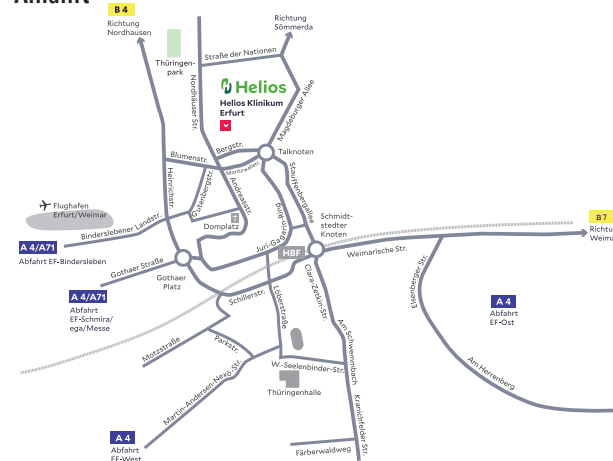 Anfahrt
B 4
Richtung
Nordhausen
Richtung
Sömmerda
Thüringen-
park
Straße der Nationen
Nordhäuser Str.
Helios
Helios Klinikum
Erfurt
Magdeburger Allee
Bergstr.
Talknoten
Blumenstr.
Moritzwallstr.
Stauffenbergallee
Heinrichstr.
Gutenbergstr.
Andreasstr.
Flughafen
Erfurt/Weimar
Domplatz
Juri-Gagarin-Ring
Schmidt-
stedter
Knoten
B7
Richtu
Weima
Binderslebener Landstr.
A 4/A71
Abfahrt EF-Bindersleben
HBF
Weimarische Str.
Gothaer Straße
Gothaer
Platz
A 4/A71
Abfahrt
EF-Schmira/
ega/Messe
Schillerstr.
Löberstraße
Clara-Zetkin-Str.
Eisenberger Str.
A 4
Abfahrt
EF-Ost
Motzstraße
Parkstr.
Am Schwemmbach
W.-Seelenbinder-Str.
Am Herrenberg
Martin-Andersen-Nexö-Str.
Thüringenhalle
Kranichfelder Str.
A 4
Abfahrt
EF-West
Färberwaldweg